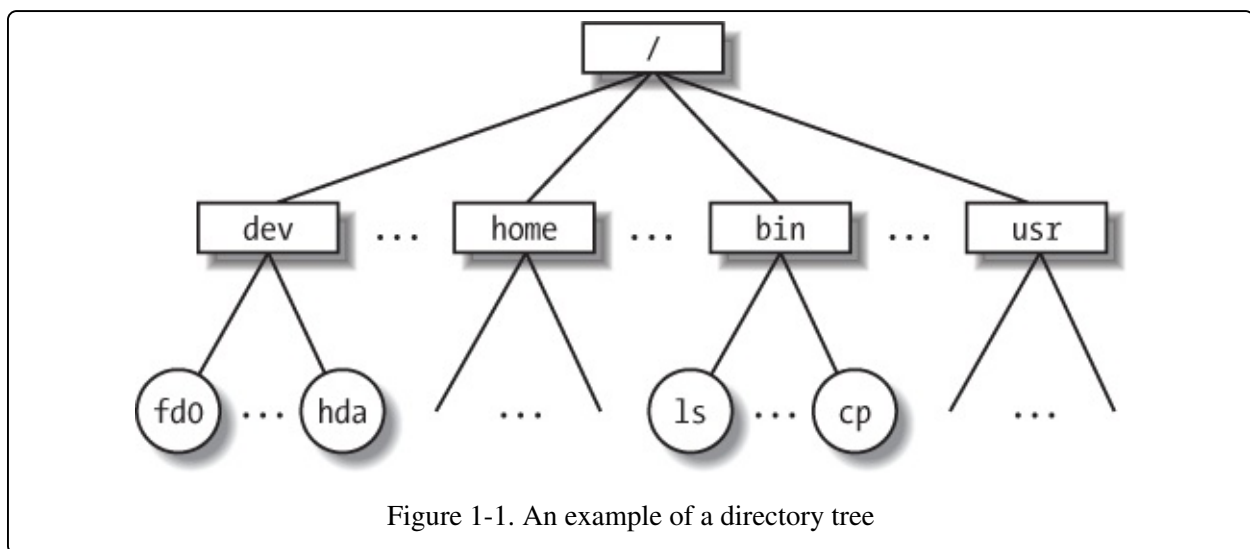 /
dev ... home ... bin ... usr
fd0 ... hda ... ls ... cp ...
Figure 1-1. An example of a directory tree